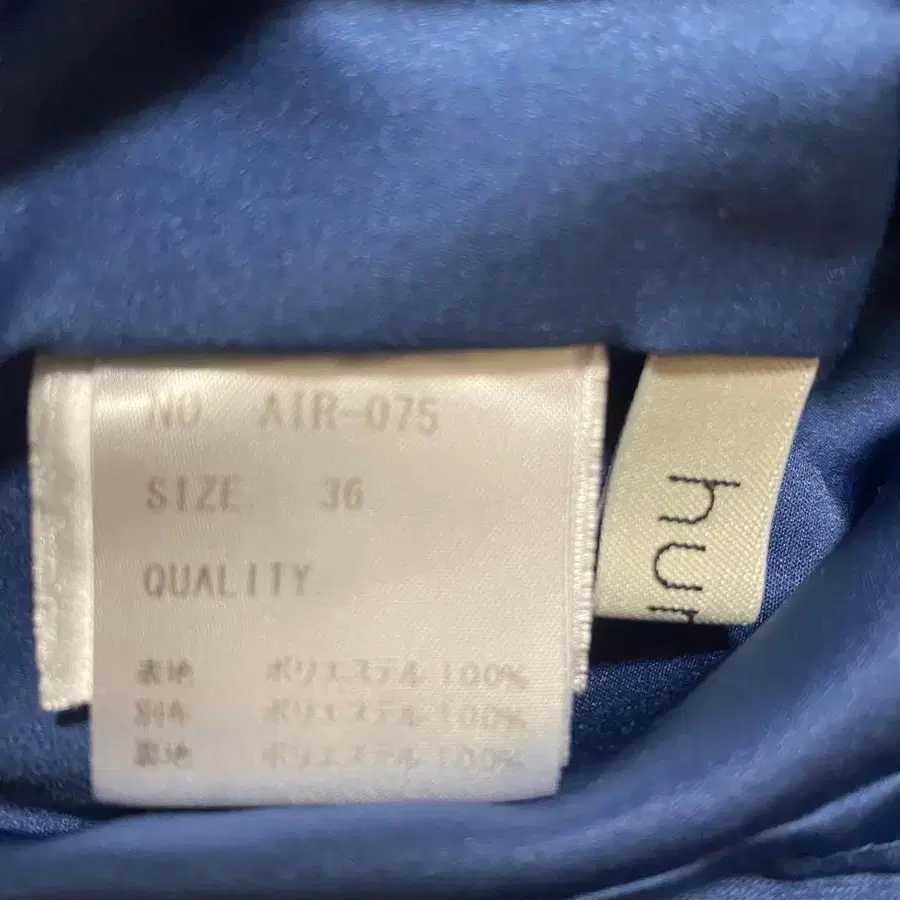 NO AIR-075
SIZE. 36
QUALITY.
表地 ポリエステル 100%
別布 ポリエステル 100%
裏地 ポリエステル 100%
hur